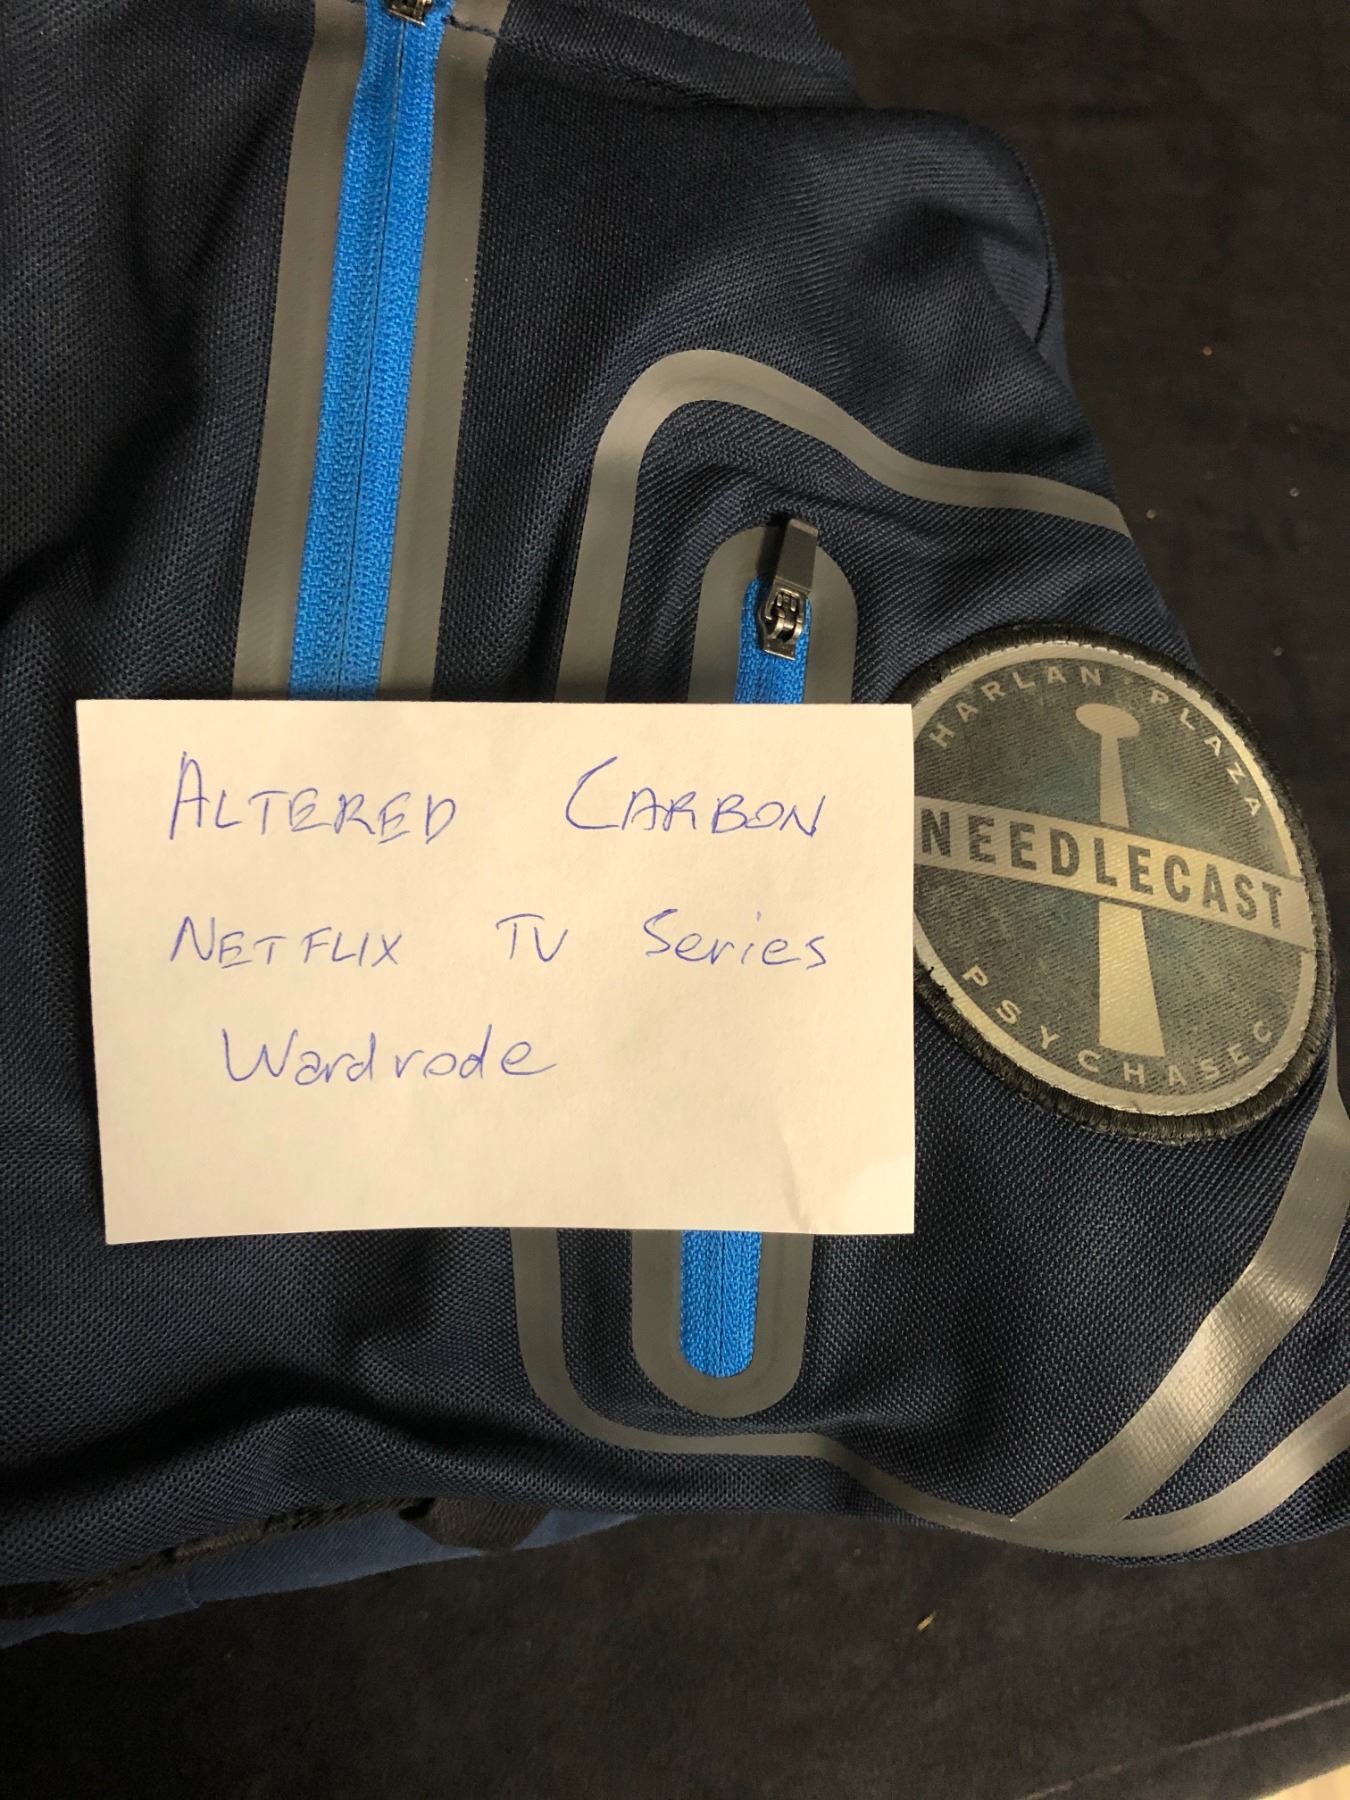 ALTERED CARBON
NETFLIX TV Series
Wardrode
HARLAN PLAZA
NEEDLECAST
PSYCHASEC